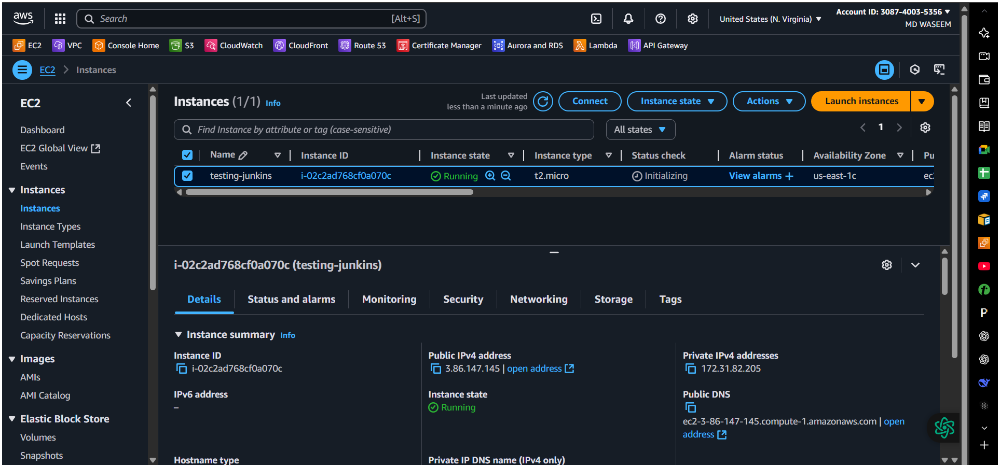 aws
Search [Alt+S]
United States (N. Virginia)
Account ID: 3087-4003-5356
MD WASEEM
EC2 VPC Console Home S3 CloudWatch CloudFront Route 53 Certificate Manager Aurora and RDS Lambda API Gateway
EC2 Instances
EC2
Dashboard
EC2 Global View
Events
Instances
Instances
Instance Types
Launch Templates
Spot Requests
Savings Plans
Reserved Instances
Dedicated Hosts
Capacity Reservations
Images
AMIs
AMI Catalog
Elastic Block Store
Volumes
Snapshots
Instances (1/1) Info
Last updated
less than a minute ago
Connect Instance state Actions Launch instances
Find Instance by attribute or tag (case-sensitive)
All states
1
Name Instance ID Instance state Instance type Status check Alarm status Availability Zone Pu
testing-junkins i-02c2ad768cf0a070c Running t2.micro Initializing View alarms + us-east-1c ec2
i-02c2ad768cf0a070c (testing-junkins)
Details Status and alarms Monitoring Security Networking Storage Tags
Instance summary Info
Instance ID
i-02c2ad768cf0a070c
Public IPv4 address
3.86.147.145 | open address
Private IPv4 addresses
172.31.82.205
IPv6 address
–
Instance state
Running
Public DNS
ec2-3-86-147-145.compute-1.amazonaws.com | open
address
Hostname type
Private IP DNS name (IPv4 only)
P